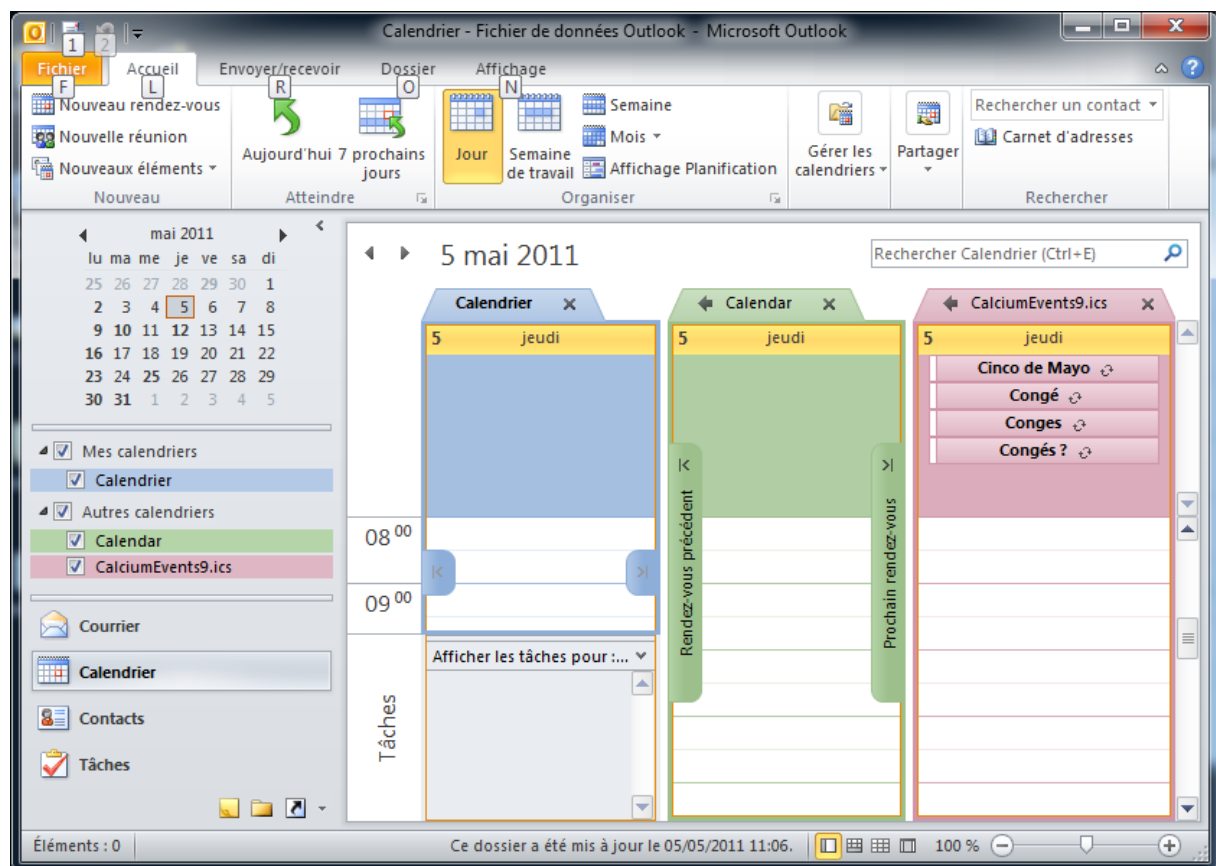 Calendrier - Fichier de données Outlook - Microsoft Outlook
1 2
Fichier Accueil Envoyer/recevoir Dossier Affichage
F L R O N
Nouveau rendez-vous
Nouvelle réunion
Nouveaux éléments
Nouveau
Aujourd'hui
7 prochains jours
Atteindre
Jour
Semaine de travail
Semaine
Mois
Affichage Planification
Organiser
Gérer les calendriers
Partager
Rechercher un contact
Carnet d'adresses
Rechercher
mai 2011
lu ma me je ve sa di
25 26 27 28 29 30 1
2 3 4 5 6 7 8
9 10 11 12 13 14 15
16 17 18 19 20 21 22
23 24 25 26 27 28 29
30 31 1 2 3 4 5
Mes calendriers
Calendrier
Autres calendriers
Calendar
CalciumEvents9.ics
Courrier
Calendrier
Contacts
Tâches
5 mai 2011
Rechercher Calendrier (Ctrl+E)
Calendrier
5 jeudi
08 00
09 00
Afficher les tâches pour :...
Tâches
Calendar
5 jeudi
Rendez-vous précédent
Prochain rendez-vous
CalciumEvents9.ics
5 jeudi
Cinco de Mayo
Congé
Conges
Congés ?
Éléments : 0
Ce dossier a été mis à jour le 05/05/2011 11:06.
100 %